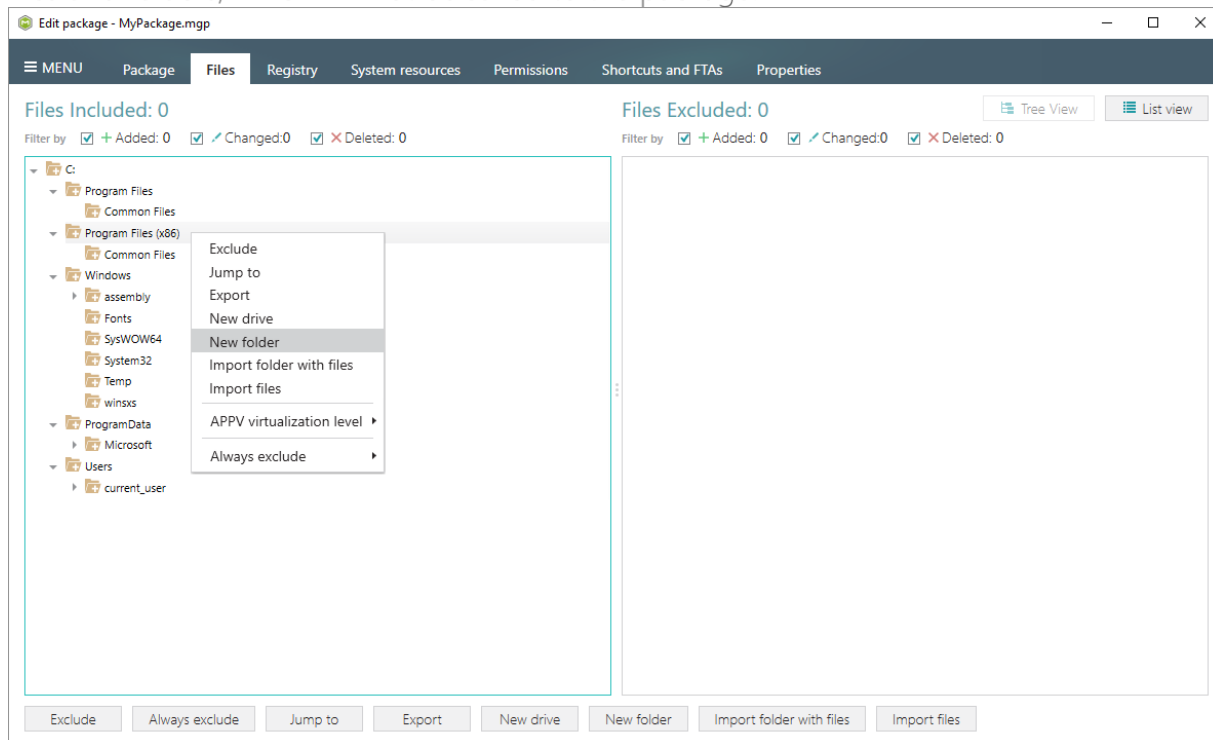 Edit package - MyPackage.mgp
MENU Package Files Registry System resources Permissions Shortcuts and FTAs Properties
Files Included: 0
Filter by Added: 0 Changed:0 Deleted: 0
Files Excluded: 0 Tree View List view
Filter by Added: 0 Changed:0 Deleted: 0
C:
Program Files
Common Files
Program Files (x86)
Common Files
Windows
assembly
Fonts
SysWOW64
System32
Temp
winsxs
ProgramData
Microsoft
Users
current_user
Exclude
Jump to
Export
New drive
New folder
Import folder with files
Import files
APPV virtualization level
Always exclude
Exclude Always exclude Jump to Export New drive New folder Import folder with files Import files